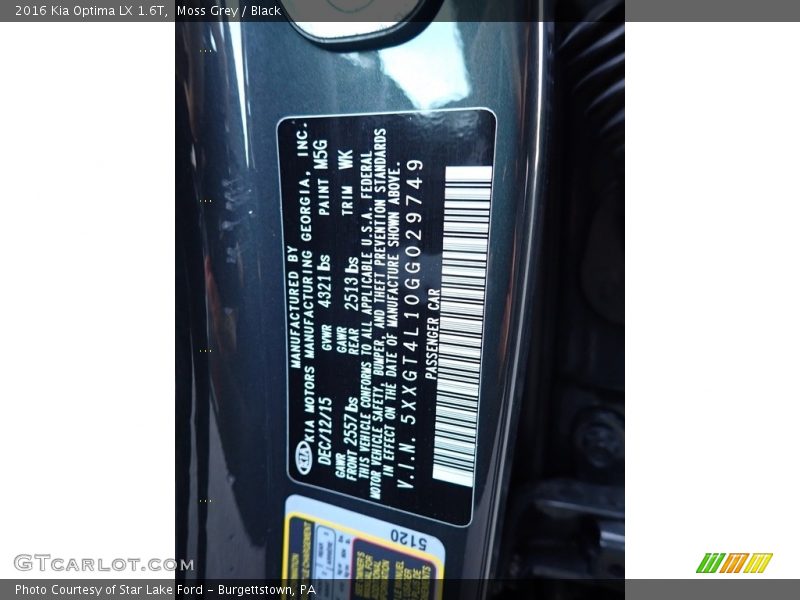 2016 Kia Optima LX 1.6T, Moss Grey / Black
MANUFACTURED BY
KIA KIA MOTORS MANUFACTURING GEORGIA, INC.
DEC/12/15 GVWR 4321 lbs PAINT M5G
GAWR FRONT 2557 lbs GAWR REAR 2513 lbs TRIM WK
THIS VEHICLE CONFORMS TO ALL APPLICABLE U.S.A. FEDERAL
MOTOR VEHICLE SAFETY, BUMPER, AND THEFT PREVENTION STANDARDS
IN EFFECT ON THE DATE OF MANUFACTURE SHOWN ABOVE.
V.I.N. 5XXGT4L10GG029749
PASSENGER CAR
5120
GTCarLot.com
Photo Courtesy of Star Lake Ford - Burgettstown, PA